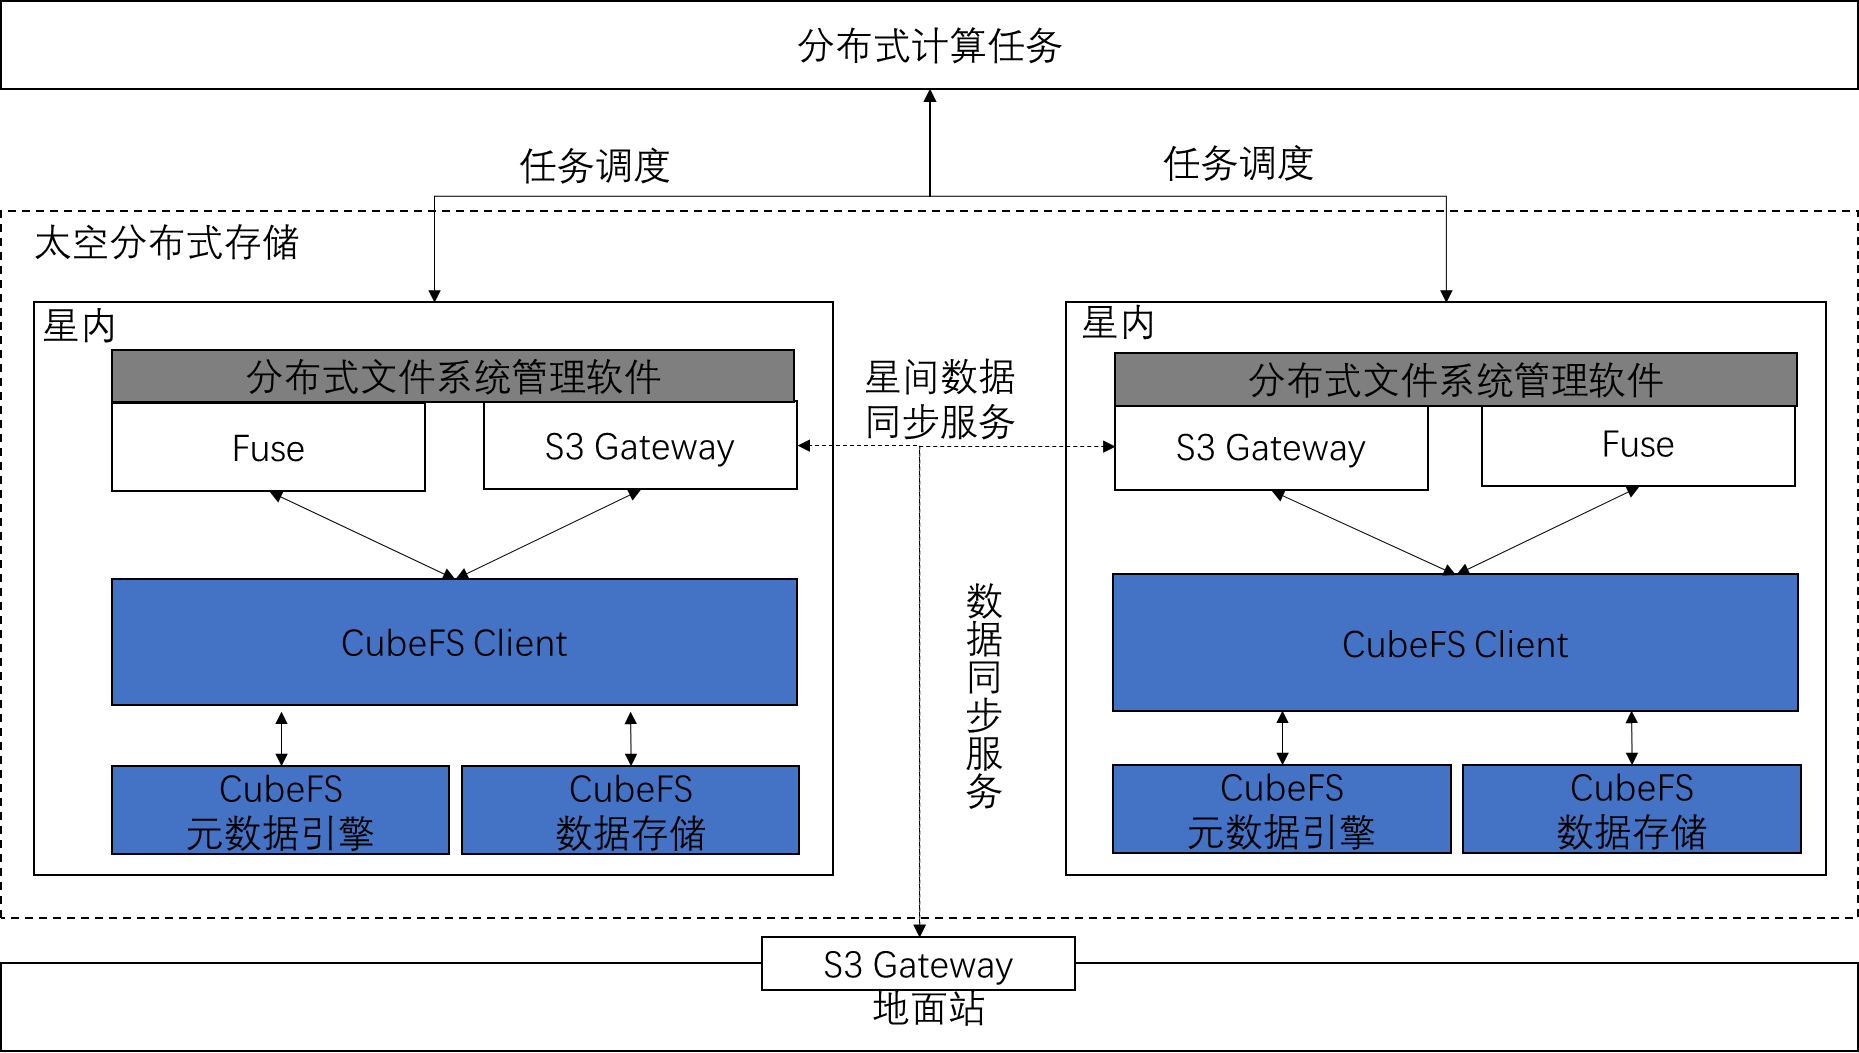 分布式计算任务
任务调度
任务调度
太空分布式存储
星内
分布式文件系统管理软件
Fuse
S3 Gateway
CubeFS Client
CubeFS
元数据引擎
CubeFS
数据存储
星间数据
同步服务
数据同步服务
星内
分布式文件系统管理软件
S3 Gateway
Fuse
CubeFS Client
CubeFS
元数据引擎
CubeFS
数据存储
S3 Gateway
地面站